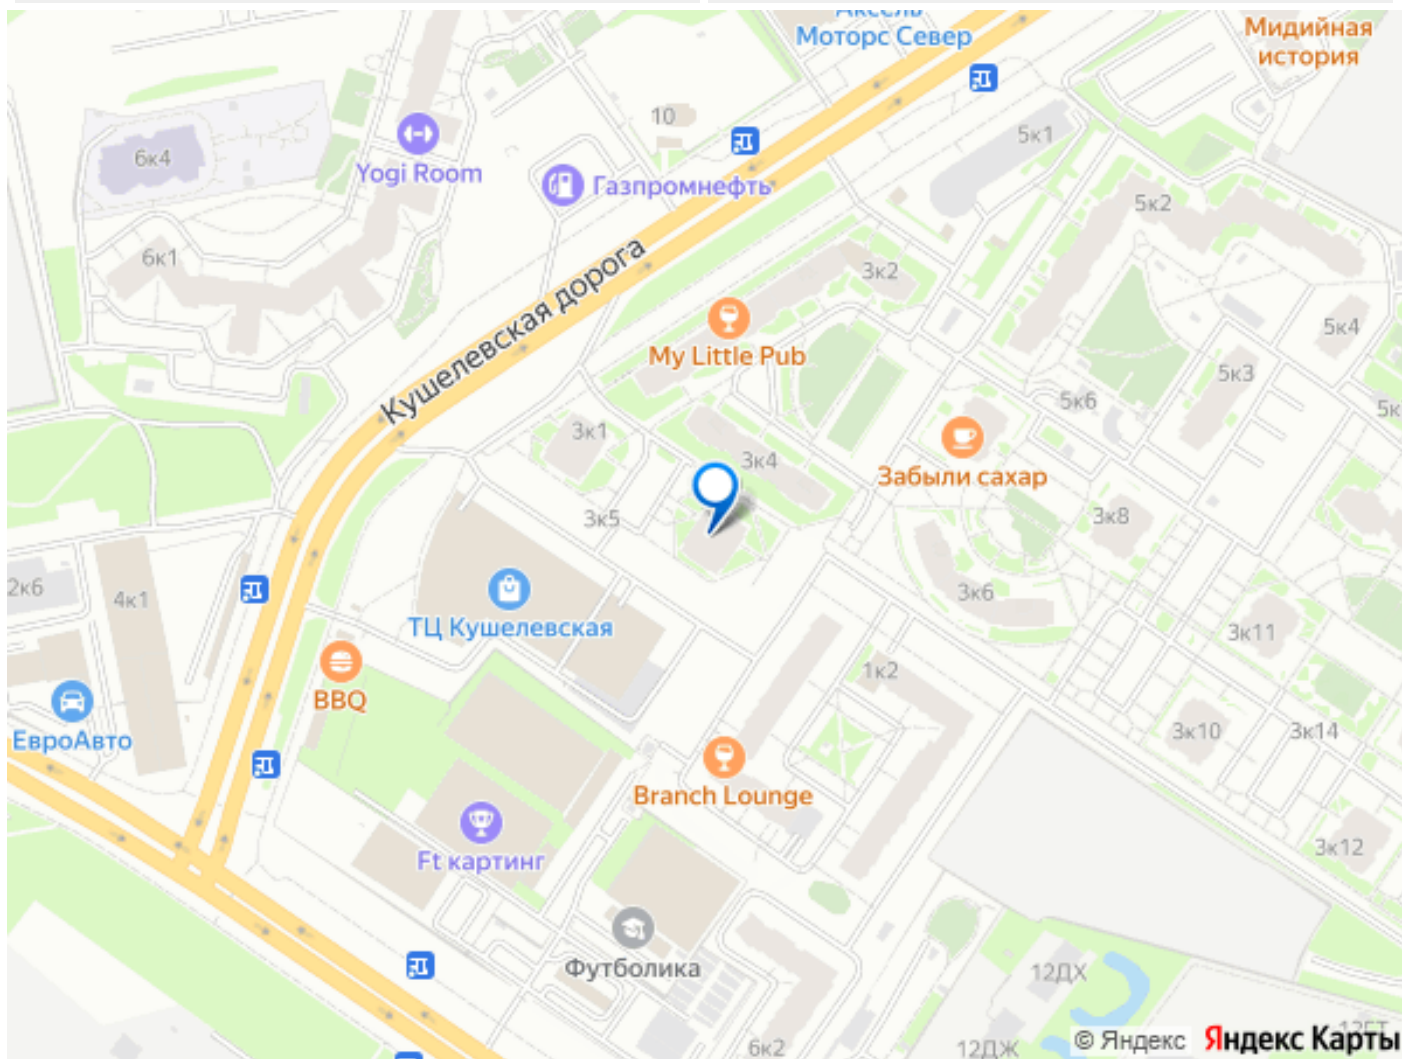 Аксель
Моторс Север
Мидийная
история
10
5к1
6к4
Yogi Room
Газпромнефть
5к2
6к1
3к2
Кушелевская дорога
My Little Pub
5к4
5к3
5к6
5к
3к1
3к4
Забыли сахар
3к5
3к8
2к6
4к1
ТЦ Кушелевская
3к6
3к11
BBQ
1к2
ЕвроАвто
3к10
3к14
Branch Lounge
Ft картинг
3к12
Футболика
12ДХ
6к2
12ДЖ
© Яндекс Яндекс Карты